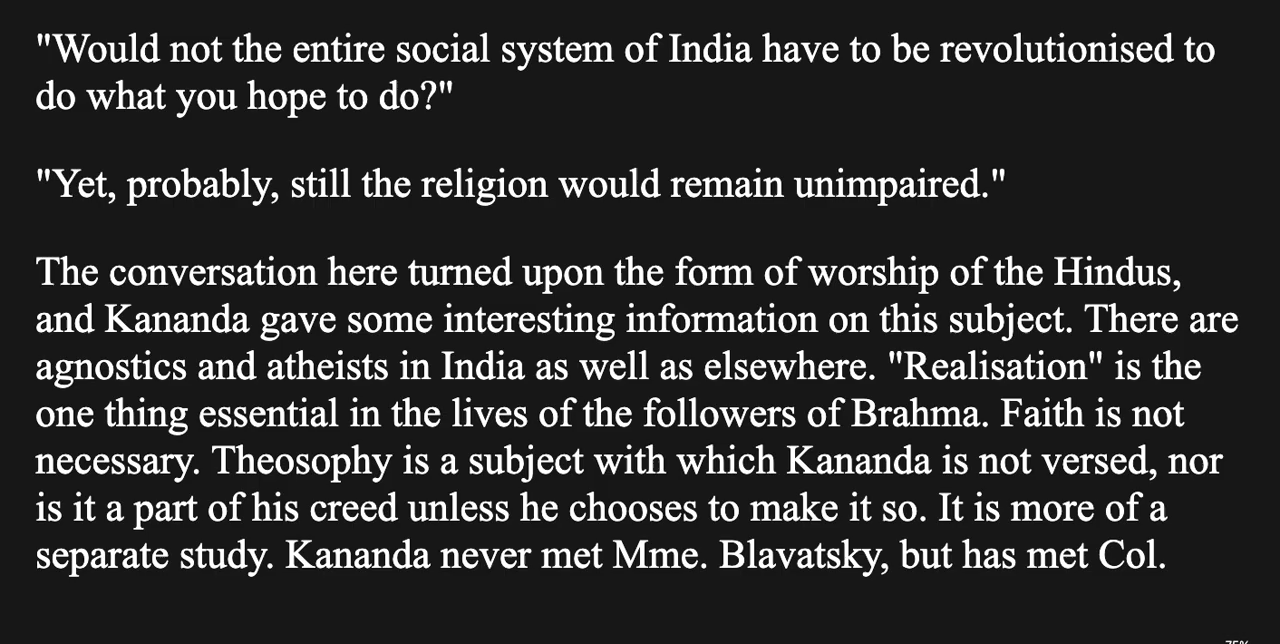 "Would not the entire social system of India have to be revolutionised to
do what you hope to do?"
"Yet, probably, still the religion would remain unimpaired."
The conversation here turned upon the form of worship of the Hindus,
and Kananda gave some interesting information on this subject. There are
agnostics and atheists in India as well as elsewhere. "Realisation" is the
one thing essential in the lives of the followers of Brahma. Faith is not
necessary. Theosophy is a subject with which Kananda is not versed, nor
is it a part of his creed unless he chooses to make it so. It is more of a
separate study. Kananda never met Mme. Blavatsky, but has met Col.